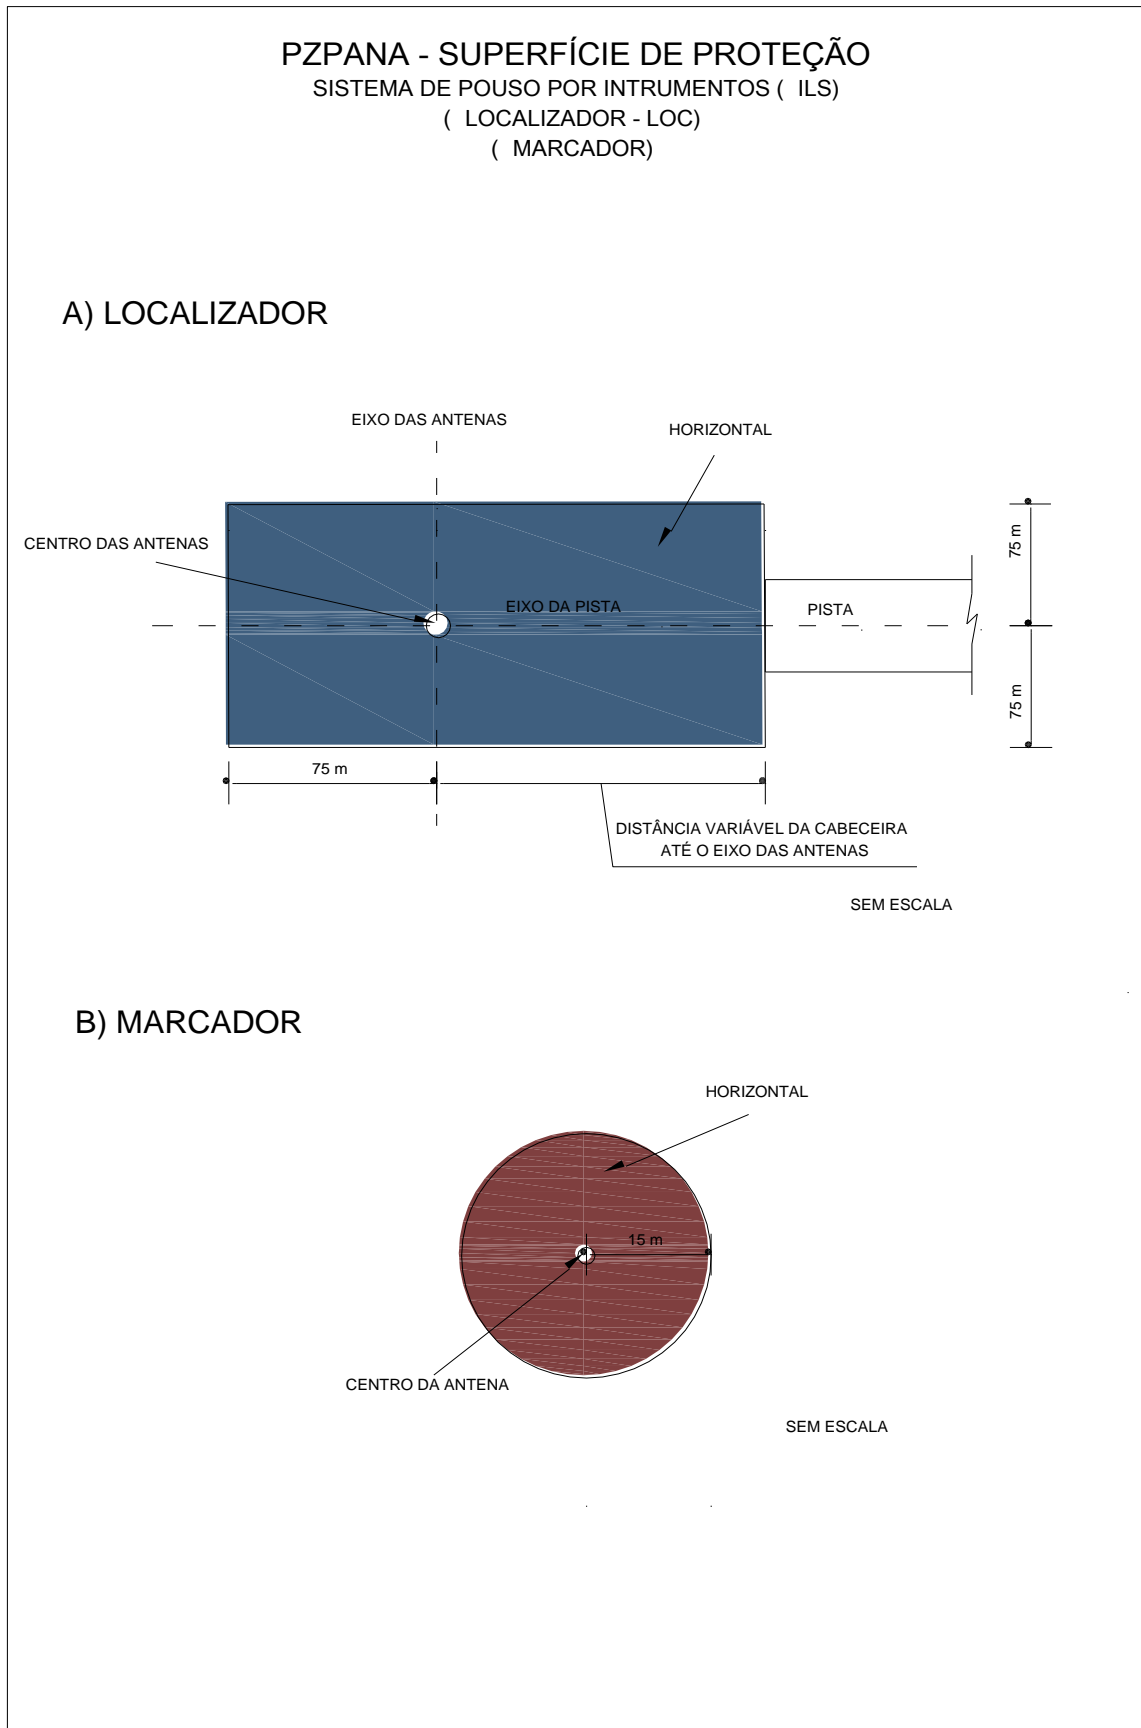 PZPANA - SUPERFÍCIE DE PROTEÇÃO
SISTEMA DE POUSO POR INTRUMENTOS ( ILS)
( LOCALIZADOR - LOC)
( MARCADOR)
A) LOCALIZADOR
EIXO DAS ANTENAS
HORIZONTAL
CENTRO DAS ANTENAS
75 m
EIXO DA PISTA
PISTA
75 m
75 m
DISTÂNCIA VARIÁVEL DA CABECEIRA
ATÉ O EIXO DAS ANTENAS
SEM ESCALA
B) MARCADOR
HORIZONTAL
15 m
CENTRO DA ANTENA
SEM ESCALA